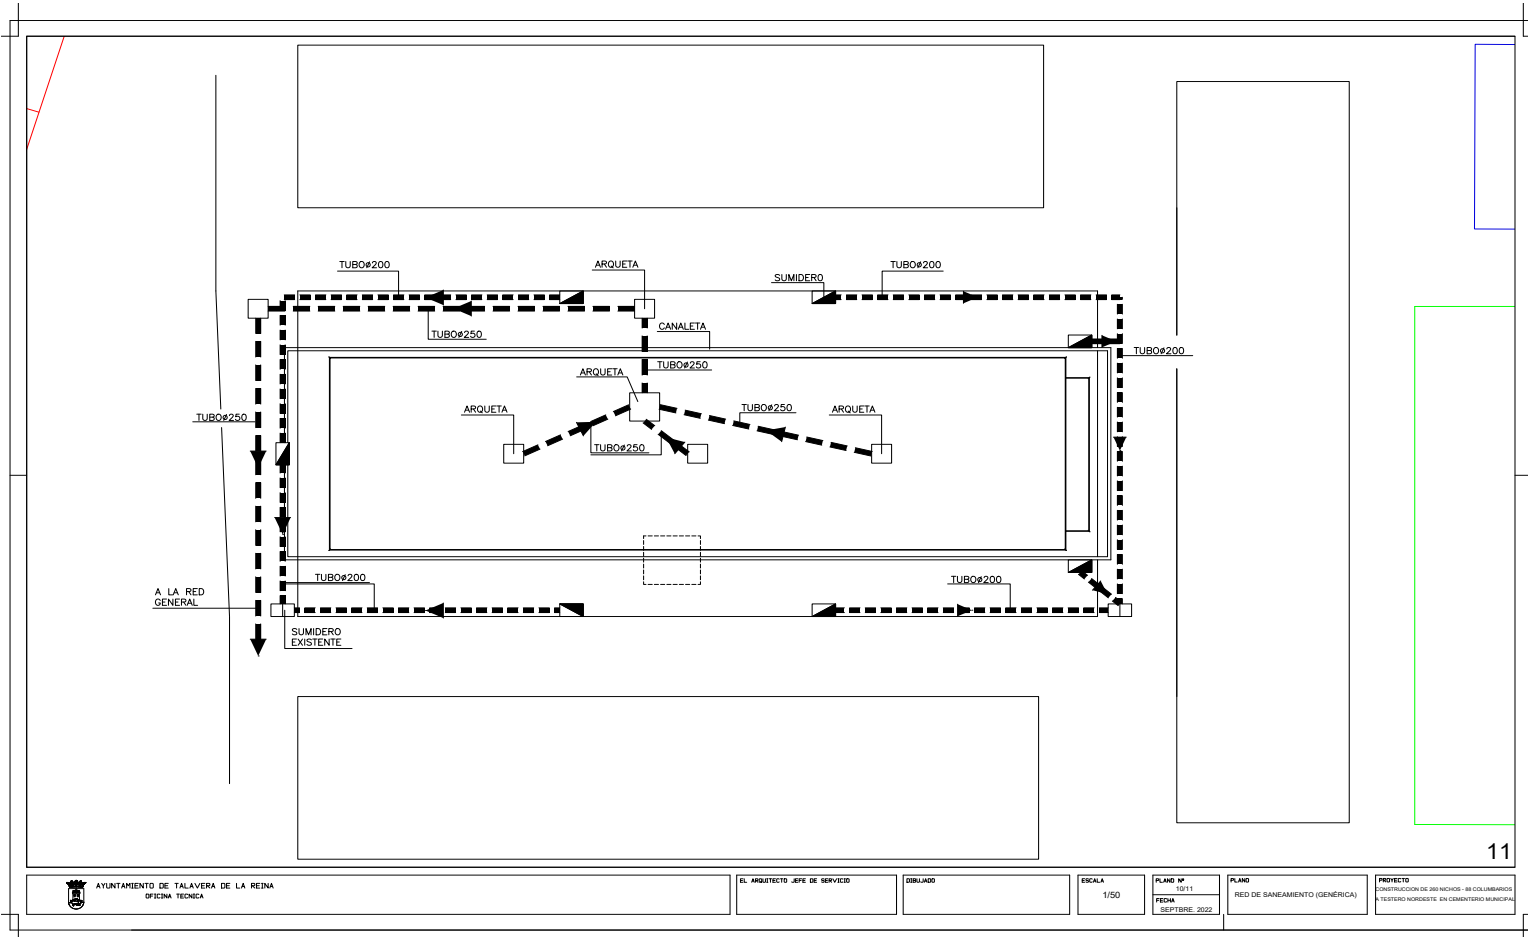 TUBOø200
ARQUETA
SUMIDERO
TUBOø200
TUBOø250
CANALETA
TUBOø200
TUBOø250
ARQUETA
ARQUETA
TUBOø250
ARQUETA
TUBOø250
TUBOø250
TUBOø200
TUBOø200
A LA RED
GENERAL
SUMIDERO
EXISTENTE
11
AYUNTAMIENTO DE TALAVERA DE LA REINA
OFICINA TECNICA
EL ARQUITECTO JEFE DE SERVICIO
DIBUJADO
ESCALA
1/50
PLANO Nº
10/11
FECHA
SEPTBRE. 2022
PLANO
RED DE SANEAMIENTO (GENÉRICA)
PROYECTO
CONSTRUCCION DE 260 NICHOS - 88 COLUMBARIOS
A TESTERO NORDESTE EN CEMENTERIO MUNICIPAL